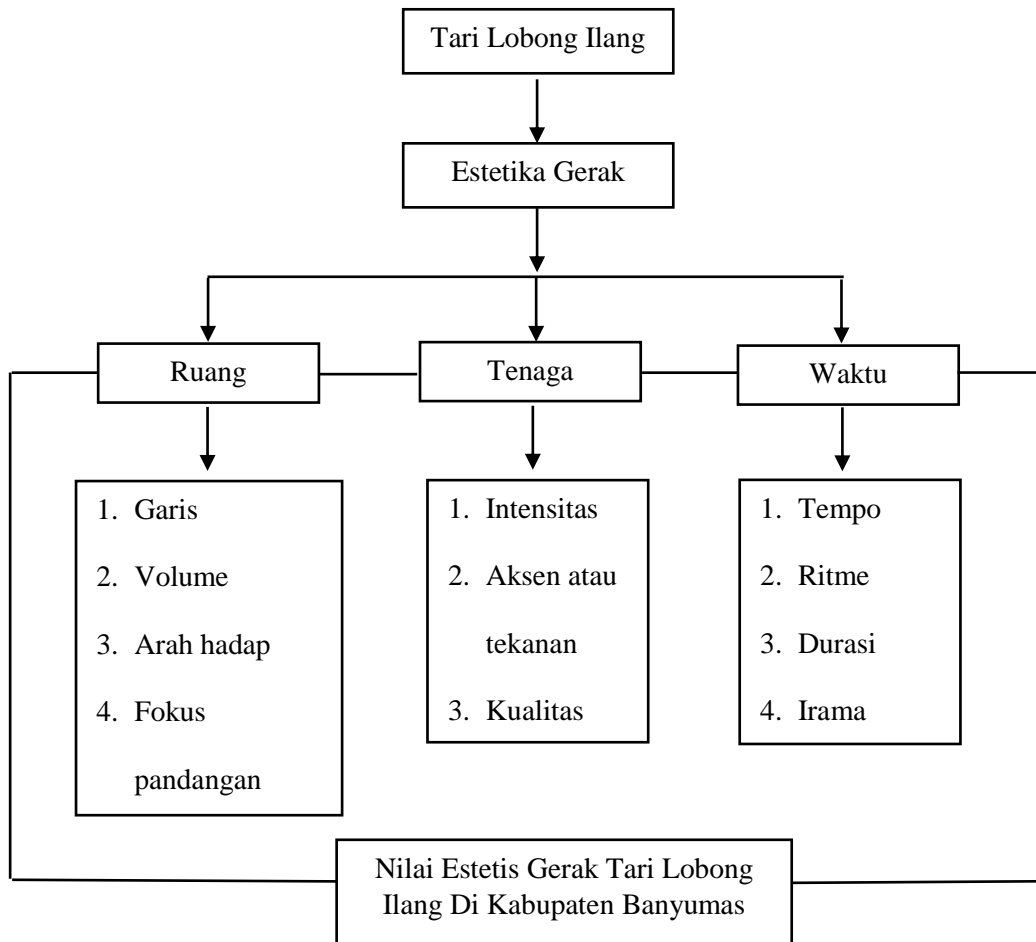 Tari Lobong Ilang
Estetika Gerak
Ruang
Tenaga
Waktu
1. Garis
2. Volume
3. Arah hadap
4. Fokus
pandangan
1. Intensitas
2. Aksen atau
tekanan
3. Kualitas
1. Tempo
2. Ritme
3. Durasi
4. Irama
Nilai Estetis Gerak Tari Lobong
Ilang Di Kabupaten Banyumas